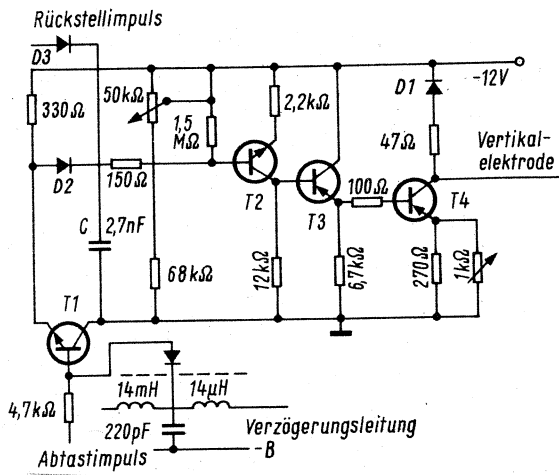 Rückstellimpuls
D3
-12V
330Ω
50kΩ
2,2kΩ
D1
1,5
MΩ
47Ω
Vertikal-
elektrode
D2
150Ω
T2
T3
100Ω
T4
C
2,7nF
68kΩ
12kΩ
6,7kΩ
270Ω
1kΩ
T1
4,7kΩ
14mH
14µH
220pF
Verzögerungsleitung
-B
Abtastimpuls